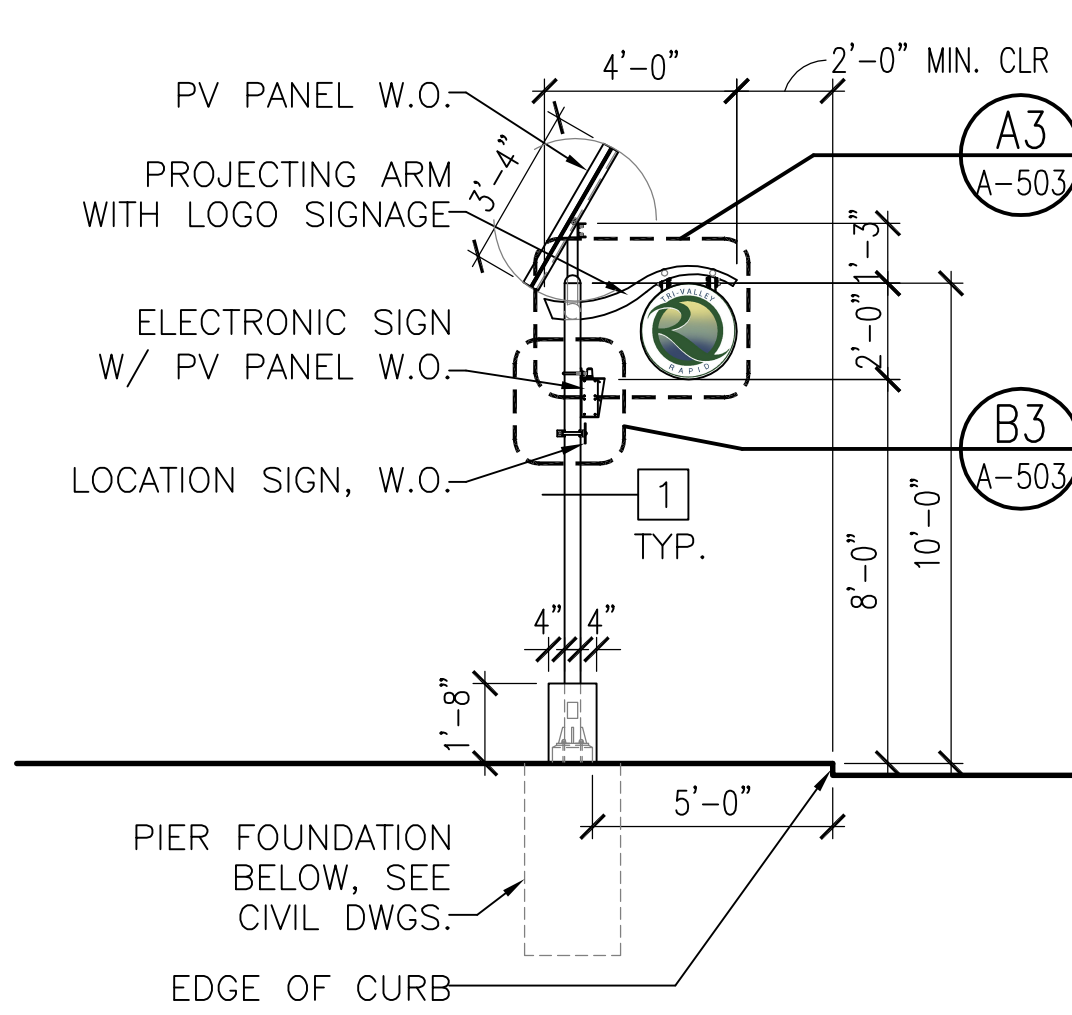 4'-0"
2'-0" MIN. CLR
PV PANEL W.O.
A3
A-503
3'-4"
PROJECTING ARM
WITH LOGO SIGNAGE
1'-3"
TRI-VALLEY
R
RAPID
2'-0"
ELECTRONIC SIGN
W/ PV PANEL W.O.
B3
A-503
LOCATION SIGN, W.O.
1
TYP.
8'-0"
10'-0"
4" 4"
1'-8"
5'-0"
PIER FOUNDATION
BELOW, SEE
CIVIL DWGS.
EDGE OF CURB